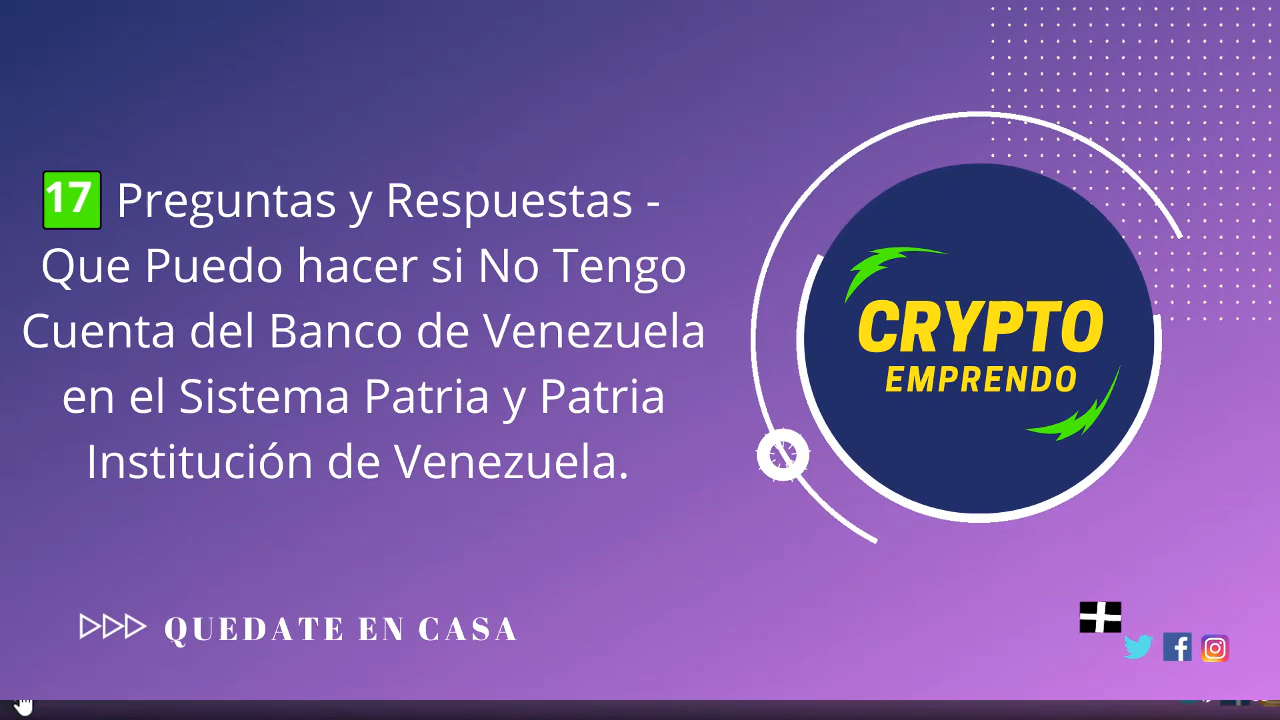 17 Preguntas y Respuestas -
Que Puedo hacer si No Tengo
Cuenta del Banco de Venezuela
en el Sistema Patria y Patria
Institución de Venezuela.
CRYPTO
EMPRENDO
QUEDATE EN CASA